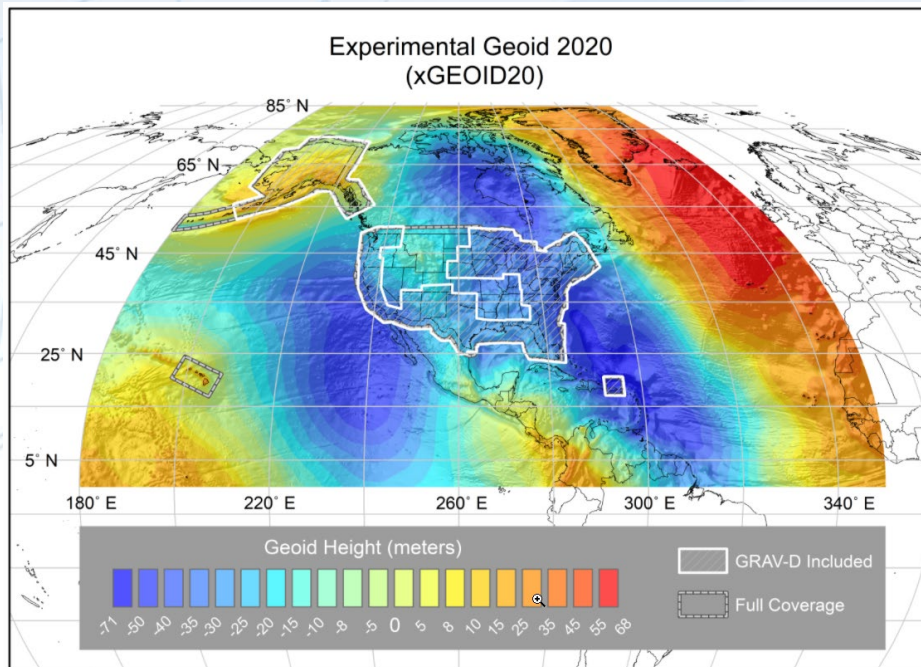 Experimental Geoid 2020
(xGEOID20)
85° N
65° N
45° N
25° N
5° N
180° E
220° E
260° E
300° E
340° E
Geoid Height (meters)
-71 -50 -40 -35 -30 -25 -20 -15 -10 -8 -5 0 5 8 10 15 25 35 45 55 68
GRAV-D Included
Full Coverage